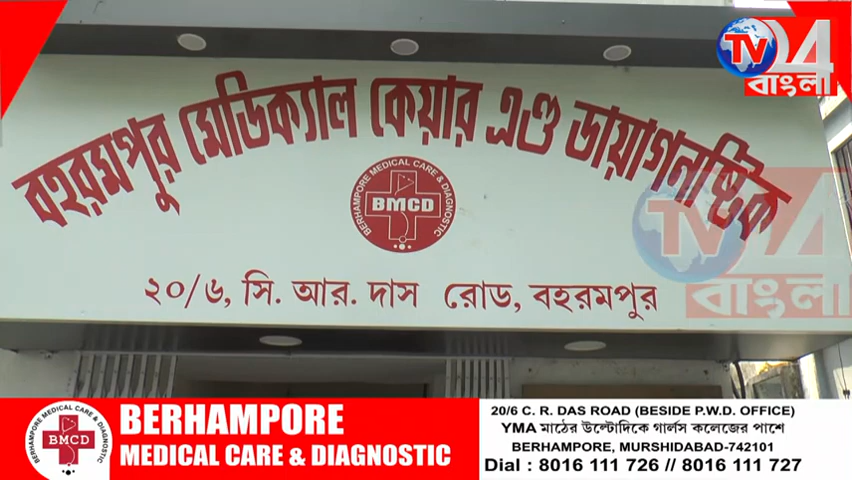 TV 24
বাংলা
বহরমপুর মেডিক্যাল কেয়ার এণ্ড ডায়াগনষ্টিক
BERHAMPORE MEDICAL CARE & DIAGNOSTIC
BMCD
২০/৬, সি. আর. দাস রোড, বহরমপুর
TV 24
বাংলা
BERHAMPORE MEDICAL CARE & DIAGNOSTIC
BMCD
BERHAMPORE
MEDICAL CARE & DIAGNOSTIC
20/6 C. R. DAS ROAD (BESIDE P.W.D. OFFICE)
YMA মাঠের উল্টোদিকে গার্লস কলেজের পাশে
BERHAMPORE, MURSHIDABAD-742101
Dial : 8016 111 726 // 8016 111 727